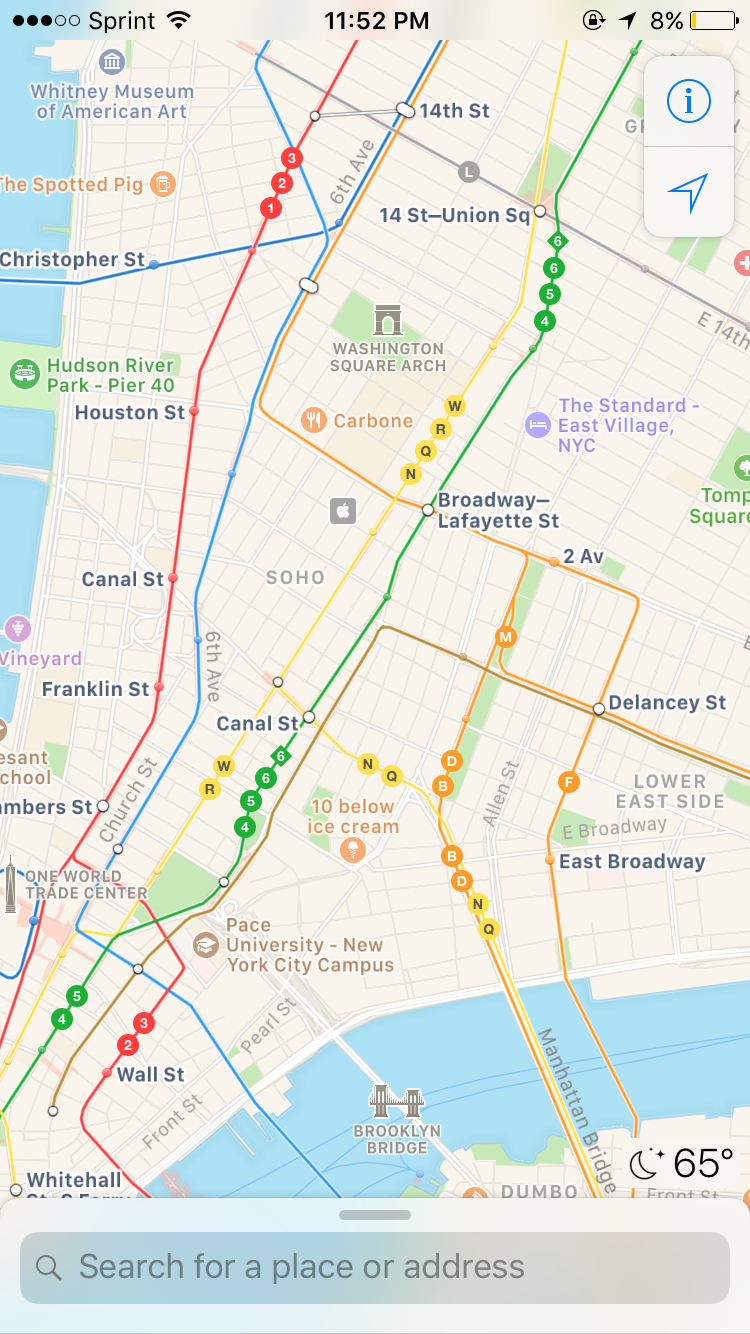 Sprint
11:52 PM
8%
Whitney Museum
of American Art
14th St
6th Ave
3
2
1
L
The Spotted Pig
14 St—Union Sq
Christopher St
6
6
5
4
E 14th
WASHINGTON
SQUARE ARCH
Hudson River
Park - Pier 40
Houston St
Carbone
W
R
Q
N
The Standard -
East Village,
NYC
Broadway—
Lafayette St
Tomp
Square
2 Av
Canal St
SOHO
M
Vineyard
6th Ave
Franklin St
Delancey St
Canal St
6
6
5
4
W
R
N
Q
D
B
F
Allen St
LOWER
EAST SIDE
esant
chool
Church St
ambers St
10 below
ice cream
E Broadway
East Broadway
B
D
N
Q
ONE WORLD
TRADE CENTER
Pace
University - New
York City Campus
5
4
3
2
Pearl St
Wall St
Front St
Manhattan Bridge
BROOKLYN
BRIDGE
65°
Whitehall
DUMBO
Front St
Search for a place or address